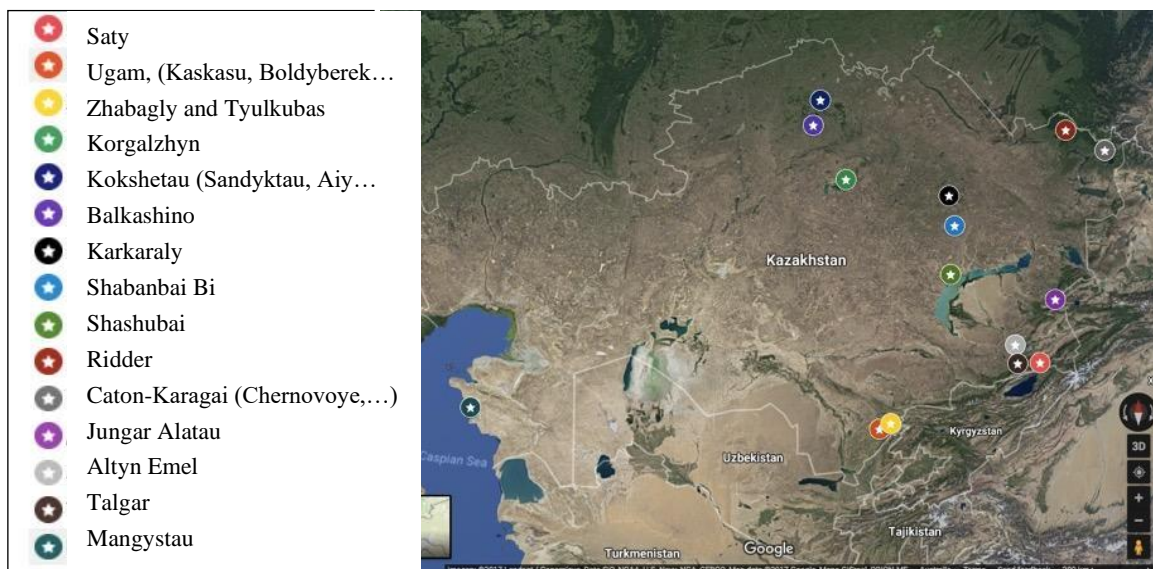 Saty
Ugam, (Kaskasu, Boldyberek…
Zhabagly and Tyulkubas
Korgalzhyn
Kokshetau (Sandyktau, Aiy…
Balkashino
Karkaraly
Shabanbai Bi
Shashubai
Ridder
Caton-Karagai (Chernovoye,…)
Jungar Alatau
Altyn Emel
Talgar
Mangystau
Kazakhstan
Kyrgyzstan
Uzbekistan
Caspian Sea
Tajikistan
Turkmenistan
Google
3D
+
−